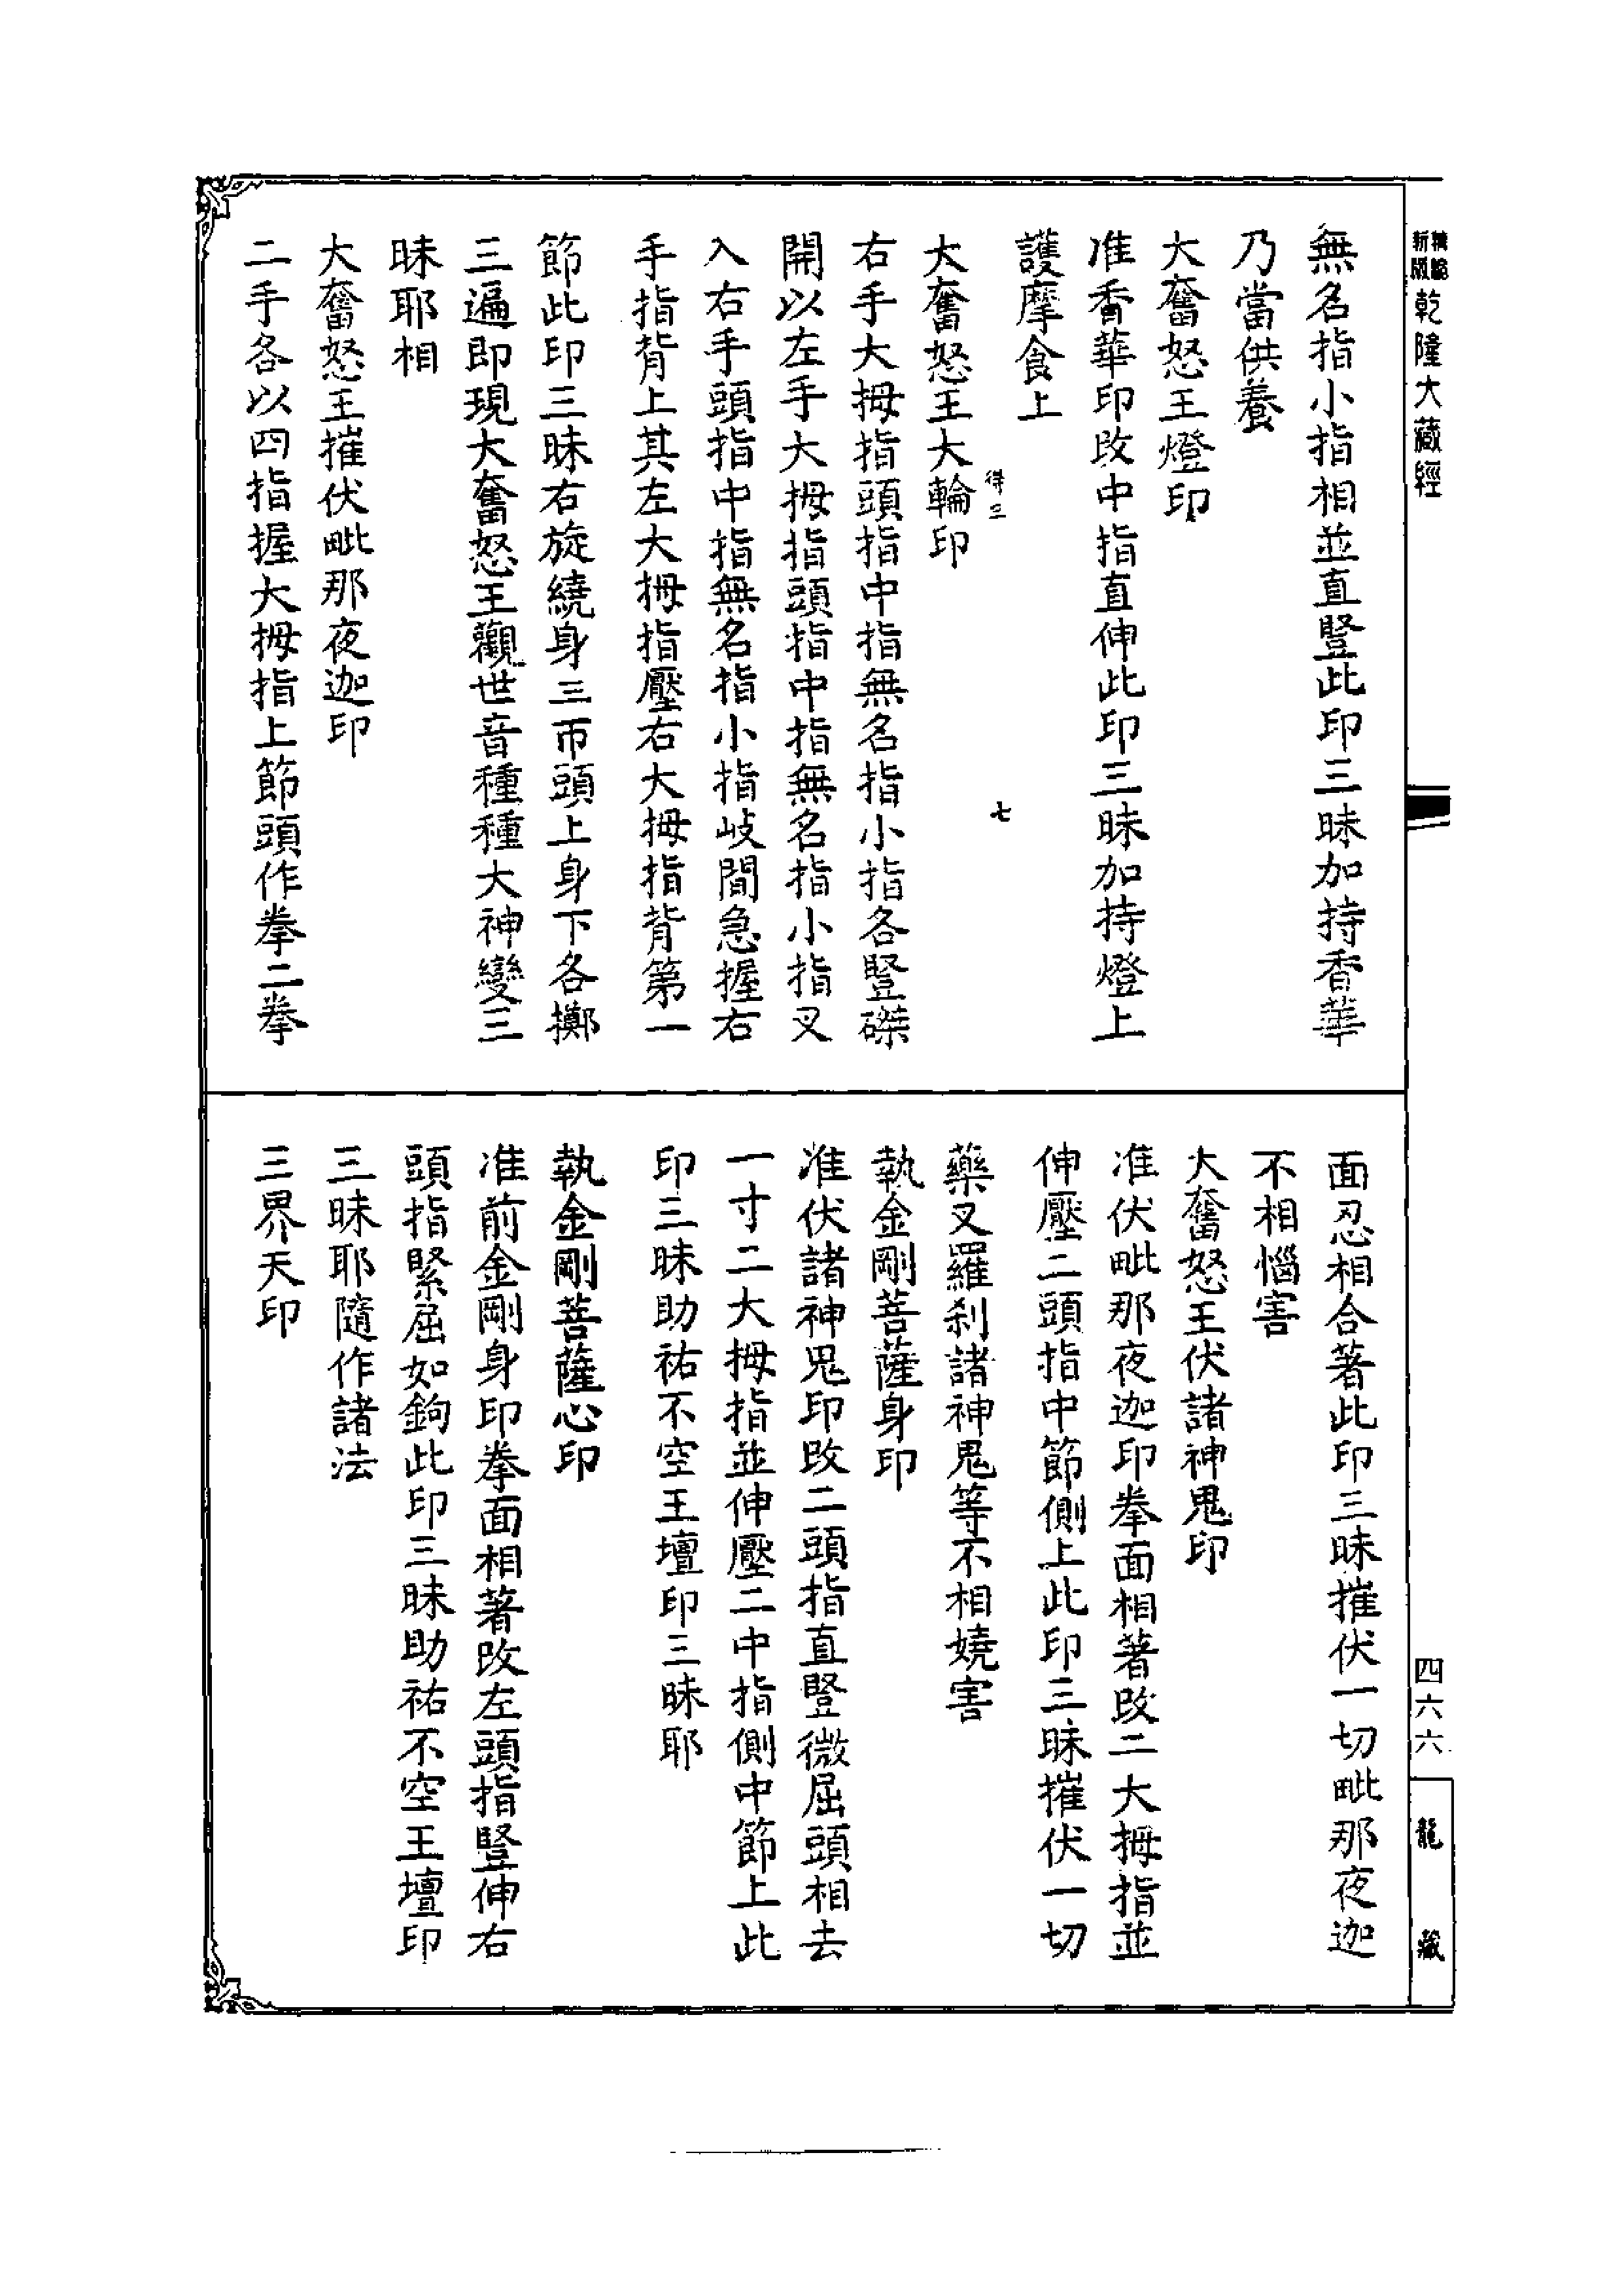 新版 精縮 乾隆大藏經
四六六
龍藏
無名指小指相並直豎此印三昧加持香華
乃當供養
大奮怒王燈印
准香華印改中指直伸此印三昧加持燈上
護摩食上
七
大奮怒王大輪印
右手大拇指頭指中指無名指小指各豎磔
開以左手大拇指頭指中指無名指小指叉
入右手頭指中指無名指小指岐間急握右
手指背上其左大拇指壓右大拇指背第一
節此印三昧右旋繞身三帀頭上身下各擲
三遍即現大奮怒王觀世音種種大神變三
昧耶相
大奮怒王摧伏毗那夜迦印
二手各以四指握大拇指上節頭作拳二拳
面忍相合著此印三昧摧伏一切毗那夜迦
不相惱害
大奮怒王伏諸神鬼印
准伏毗那夜迦印拳面相著改二大拇指並
伸壓二頭指中節側上此印三昧摧伏一切
藥叉羅剎諸神鬼等不相嬈害
執金剛菩薩身印
准伏諸神鬼印改二頭指直豎微屈頭相去
一寸二大拇指並伸壓二中指側中節上此
印三昧助祐不空王壇印三昧耶
執金剛菩薩心印
准前金剛身印拳面相著改左頭指豎伸右
頭指緊屈如鉤此印三昧助祐不空王壇印
三昧耶隨作諸法
三界天印